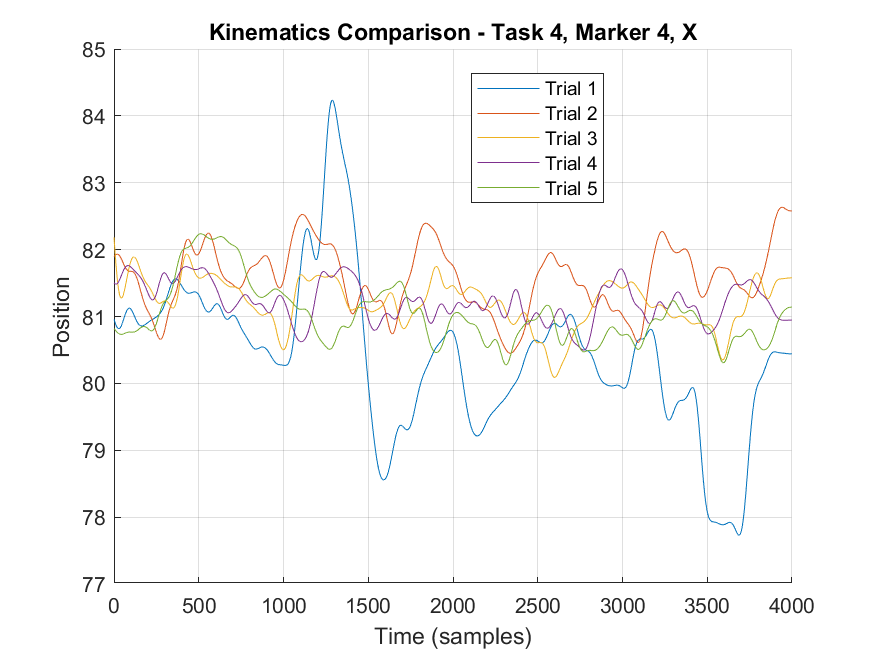 Kinematics Comparison - Task 4, Marker 4, X
85
84
83
82
81
80
79
78
77
Position
Trial 1
Trial 2
Trial 3
Trial 4
Trial 5
0 500 1000 1500 2000 2500 3000 3500 4000
Time (samples)